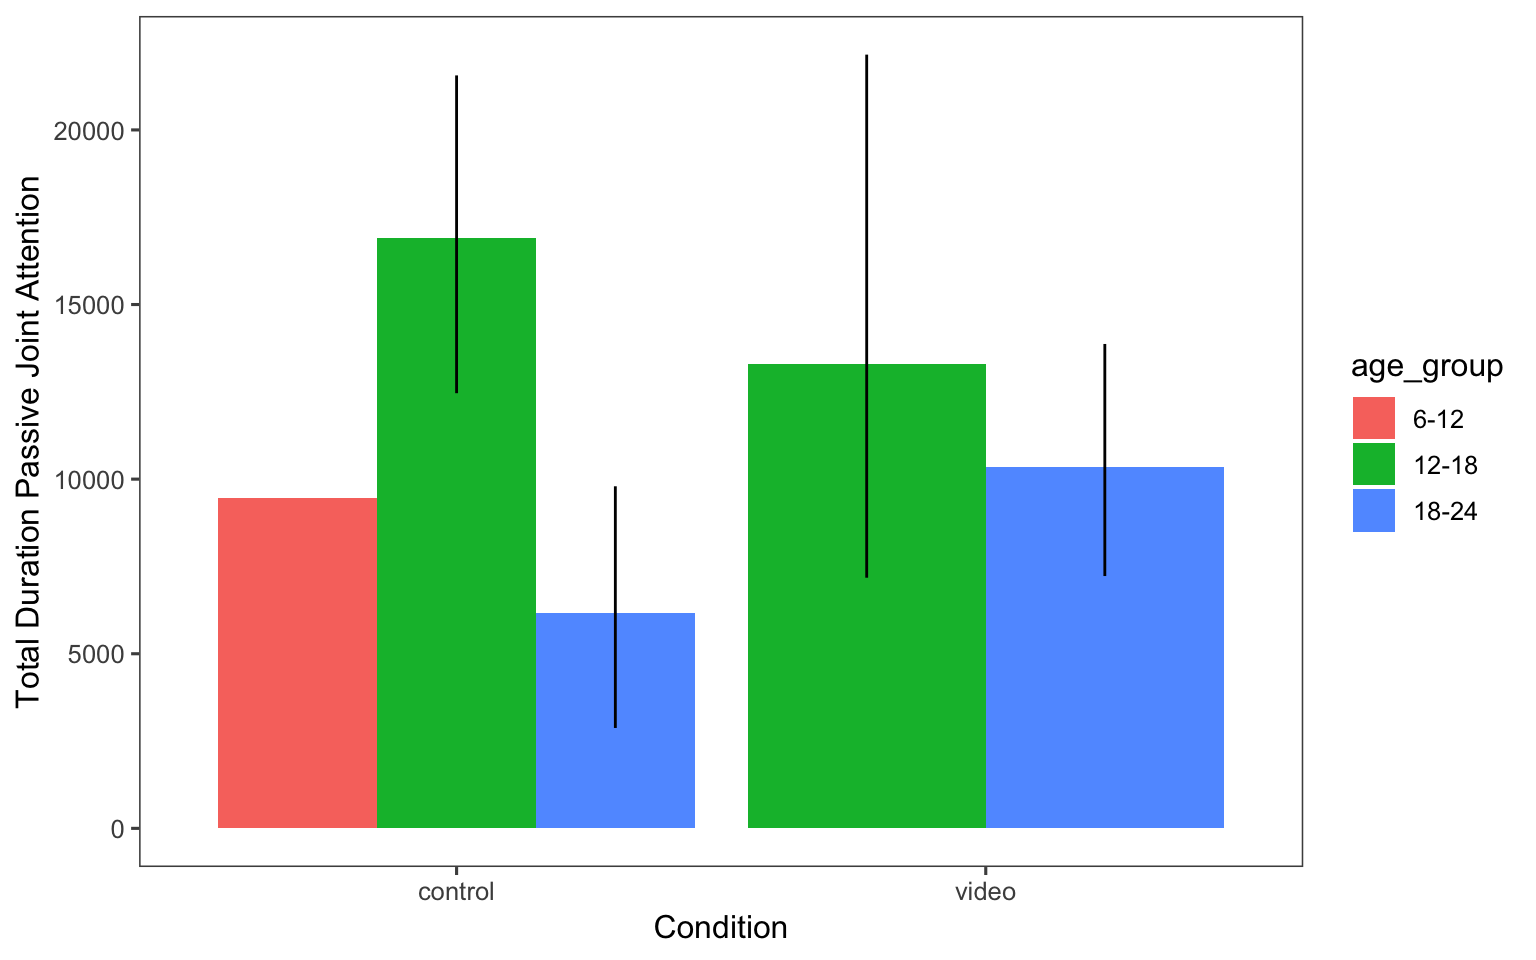 Total Duration Passive Joint Attention
20000
15000
10000
5000
0
control
video
Condition
age_group
6-12
12-18
18-24